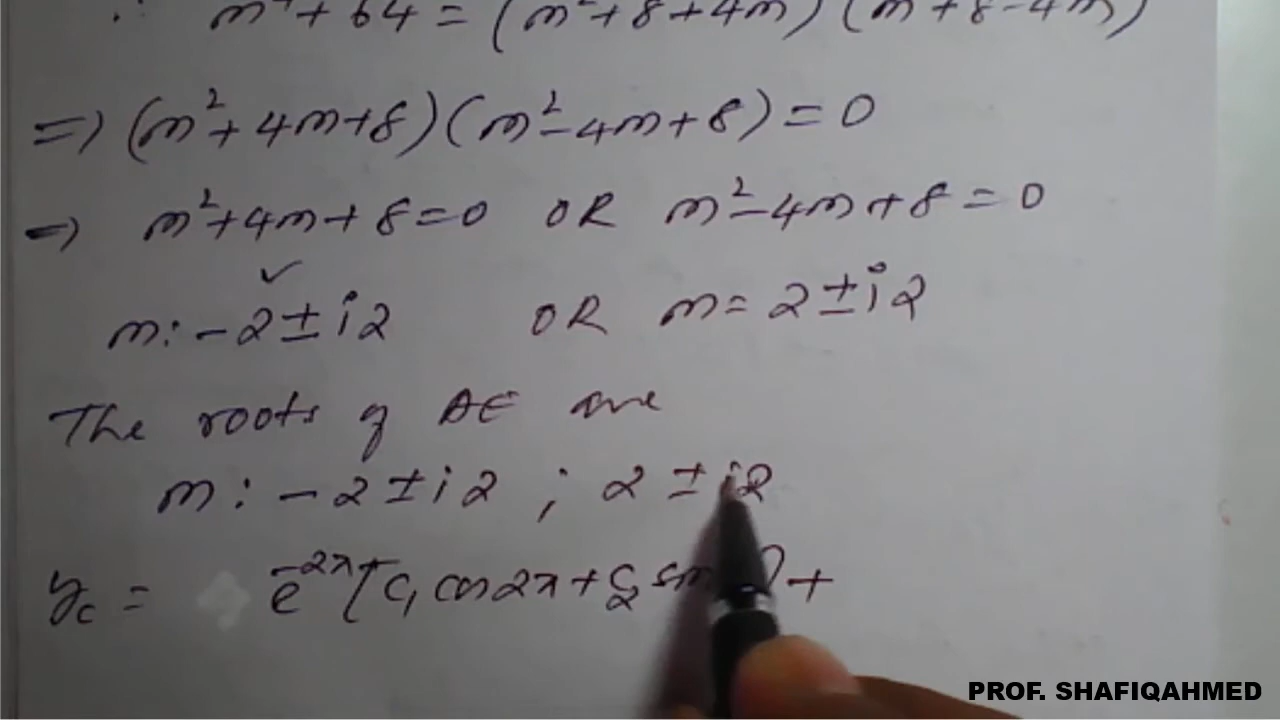 ∴ m⁴ + 64 = (m² + 8 + 4m) (m² + 8 - 4m)
=> (m² + 4m + 8) (m² - 4m + 8) = 0
=> m² + 4m + 8 = 0 OR m² - 4m + 8 = 0
m : -2 ± i2 OR m = 2 ± i2
The roots of AE are
m : -2 ± i2 ; 2 ± i2
y_c = e^{-2x} [c₁ cos 2x + c₂ +
PROF. SHAFIQAHMED